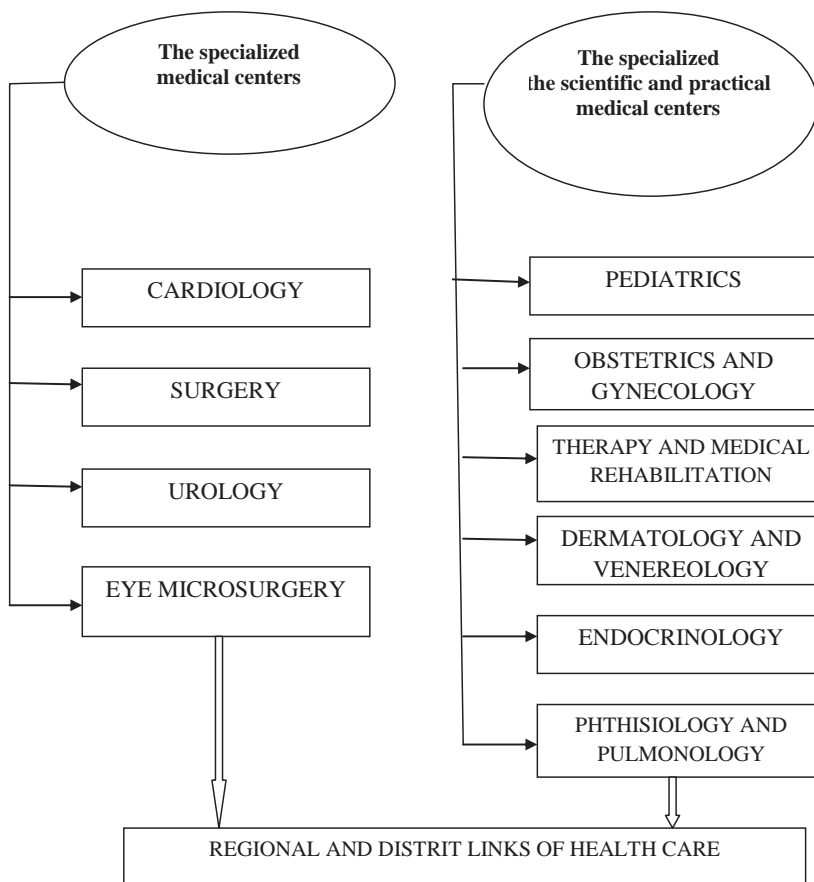 The specialized
medical centers
CARDIOLOGY
SURGERY
UROLOGY
EYE MICROSURGERY
The specialized
the scientific and practical
medical centers
PEDIATRICS
OBSTETRICS AND
GYNECOLOGY
THERAPY AND MEDICAL
REHABILITATION
DERMATOLOGY AND
VENEREOLOGY
ENDOCRINOLOGY
PHTHISIOLOGY AND
PULMONOLOGY
REGIONAL AND DISTRIT LINKS OF HEALTH CARE